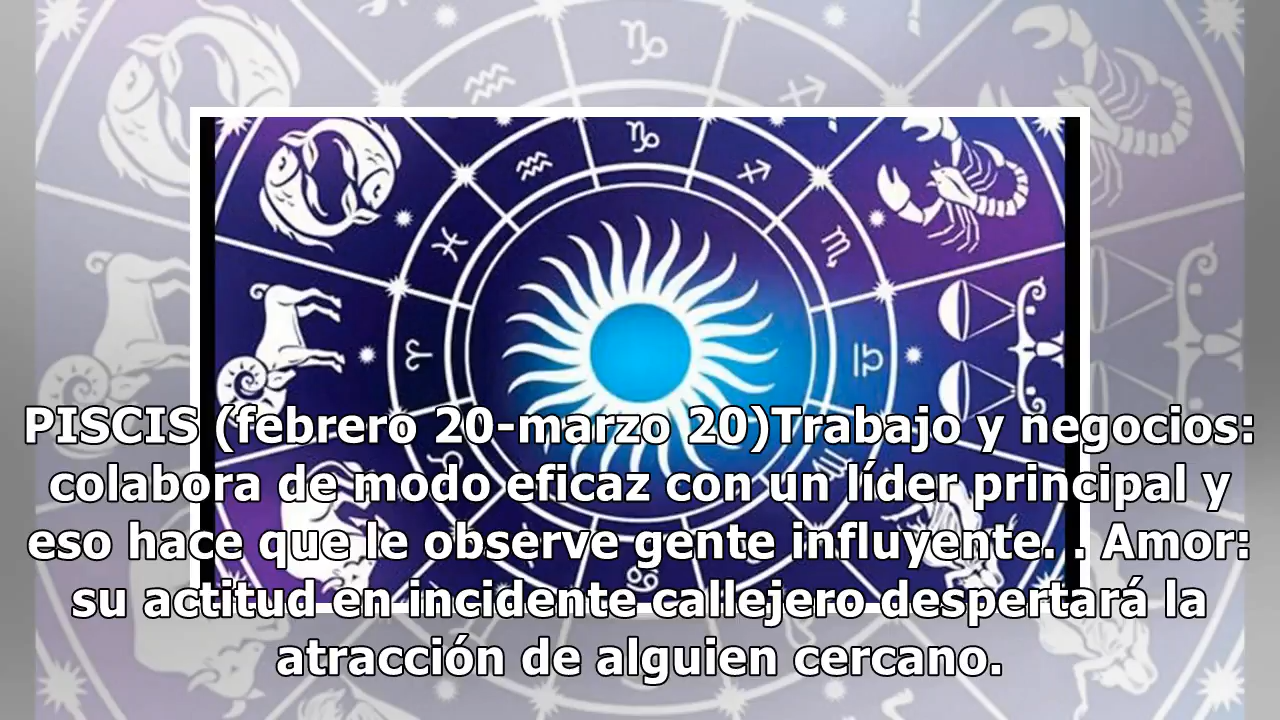 PISCIS (febrero 20-marzo 20)Trabajo y negocios:
colabora de modo eficaz con un líder principal y
eso hace que le observe gente influyente. . Amor:
su actitud en incidente callejero despertará la
atracción de alguien cercano.